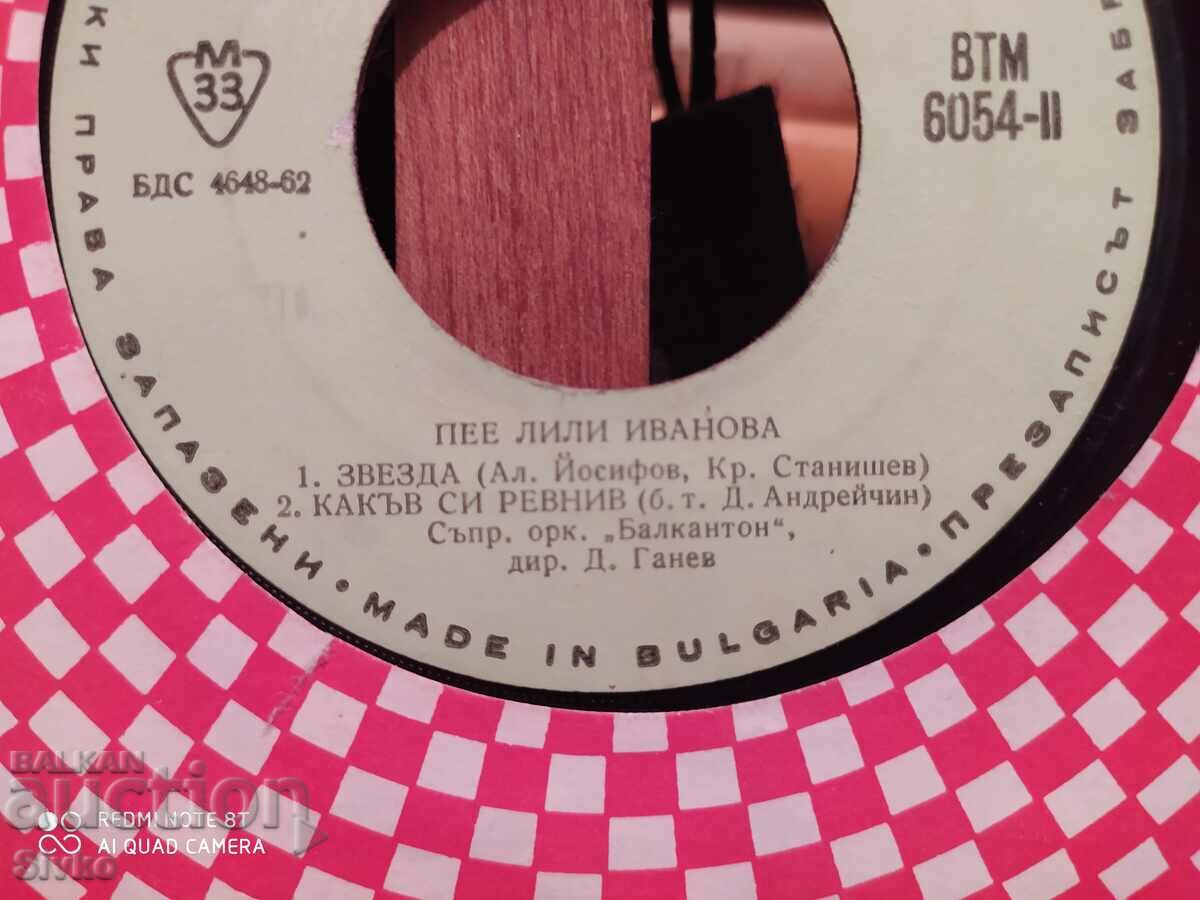 М
33
БДС 4648-62
ВТМ
6054-II
ПЕЕ ЛИЛИ ИВАНОВА
1. ЗВЕЗДА (Ал. Йосифов, Кр. Станишев)
2. КАКЪВ СИ РЕВНИВ (б. т. Д. Андрейчин)
Съпр. орк. „Балкантон“,
дир. Д. Ганев
ПРАВА ЗАПАЗЕНИ • MADE IN BULGARIA • ПРЕЗАПИСЪТ
BALKAN
auction
REDMI NOTE 8T
AI QUAD CAMERA
Sivko